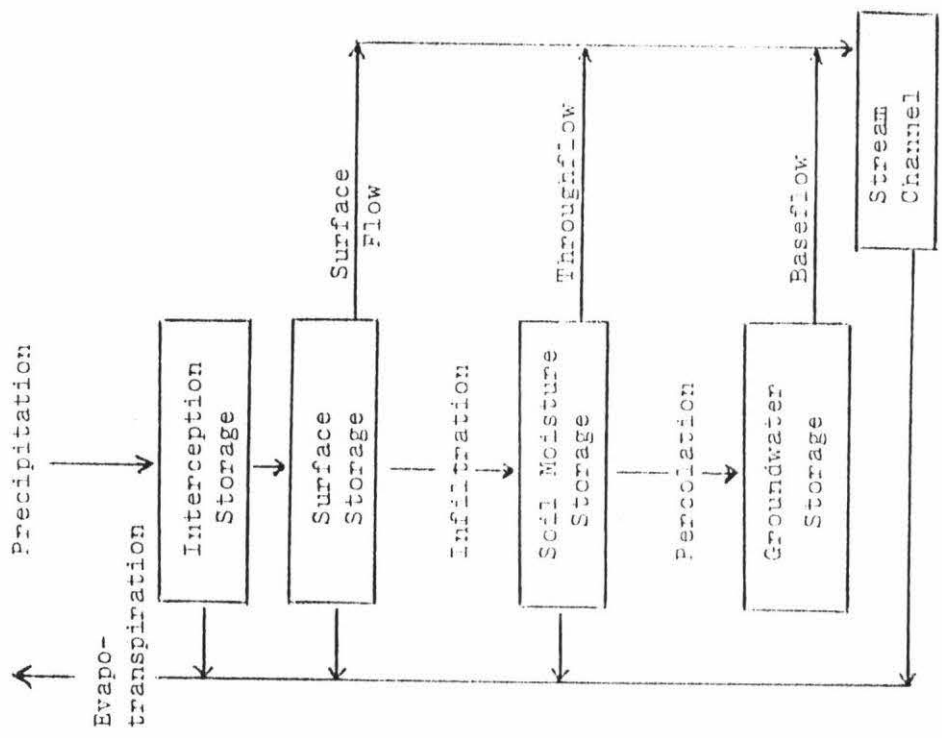 Precipitation
Evapo-
transpiration
Interception
Storage
Surface
Storage
Surface
Flow
Infiltration
Soil Moisture
Storage
Throughflow
Percolation
Groundwater
Storage
Baseflow
Stream
Channel